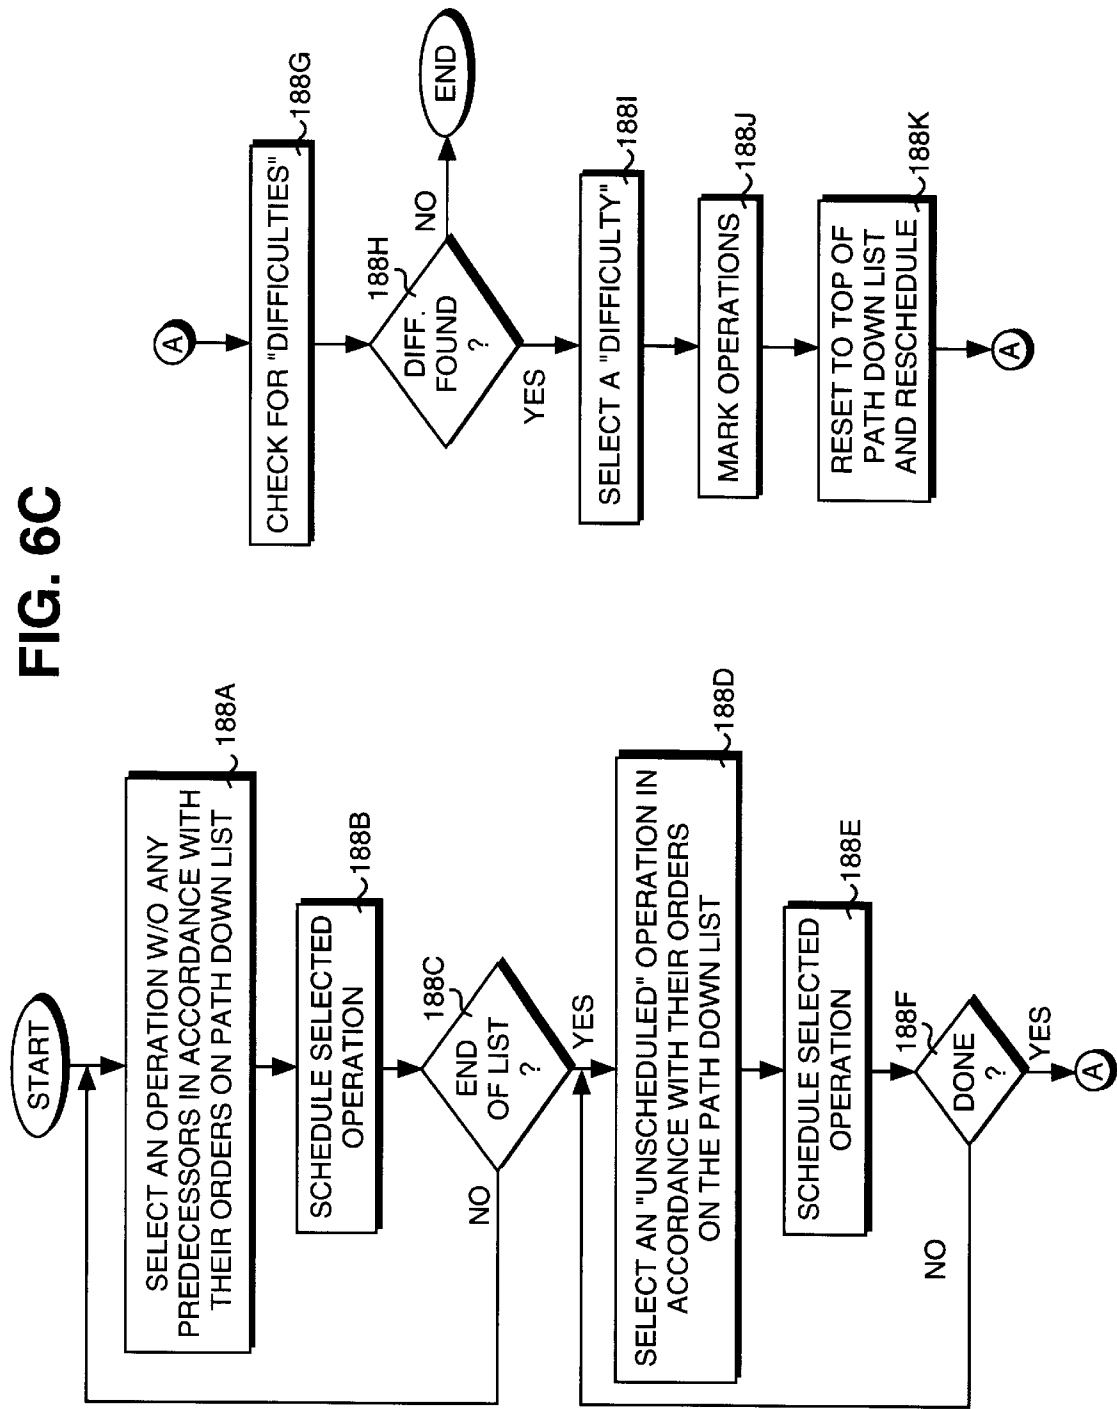 FIG. 6C
START
SELECT AN OPERATION W/O ANY
PREDECESSORS IN ACCORDANCE WITH
THEIR ORDERS ON PATH DOWN LIST
188A
SCHEDULE SELECTED
OPERATION
188B
END
OF LIST
?
188C
NO
YES
SELECT AN "UNSCHEDULED" OPERATION IN
ACCORDANCE WITH THEIR ORDERS
ON THE PATH DOWN LIST
188D
SCHEDULE SELECTED
OPERATION
188E
DONE
?
188F
NO
YES
A
A
CHECK FOR "DIFFICULTIES"
188G
DIFF.
FOUND
?
188H
NO
END
YES
SELECT A "DIFFICULTY"
188I
MARK OPERATIONS
188J
RESET TO TOP OF
PATH DOWN LIST
AND RESCHEDULE
188K
A